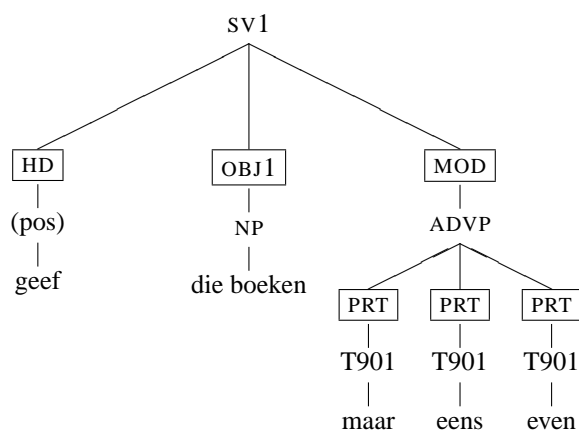 SV1
HD OBJ1 MOD
(pos) NP ADVP
geef die boeken
PRT PRT PRT
T901 T901 T901
maar eens even